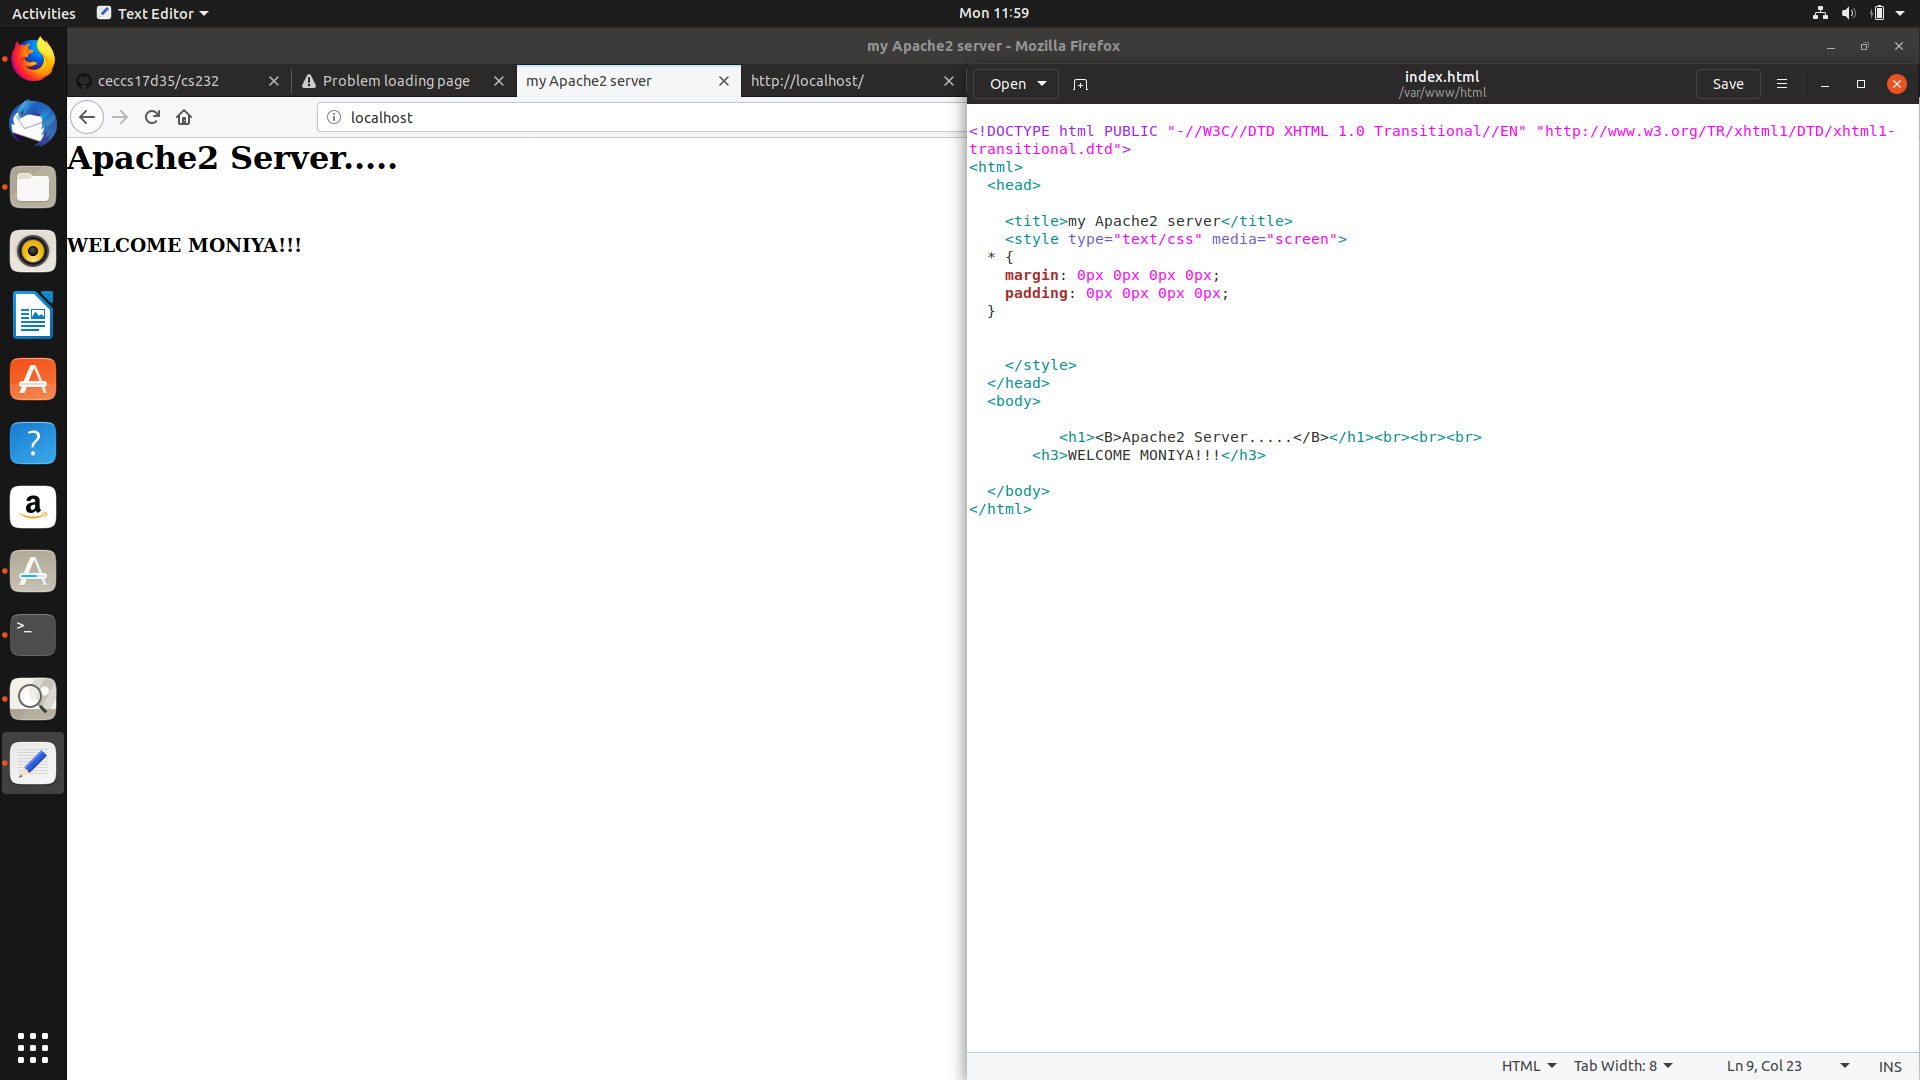 Activities
Text Editor
Mon 11:59
my Apache2 server - Mozilla Firefox
ceccs17d35/cs232
Problem loading page
my Apache2 server
http://localhost/
localhost
Apache2 Server.....
WELCOME MONIYA!!!
Open
index.html
/var/www/html
Save
<!DOCTYPE html PUBLIC "-//W3C//DTD XHTML 1.0 Transitional//EN" "http://www.w3.org/TR/xhtml1/DTD/xhtml1-
transitional.dtd">
<html>
  <head>
    <title>my Apache2 server</title>
    <style type="text/css" media="screen">
  * {
    margin: 0px 0px 0px 0px;
    padding: 0px 0px 0px 0px;
  }
    </style>
  </head>
  <body>
          <h1><B>Apache2 Server.....</B></h1><br><br><br>
       <h3>WELCOME MONIYA!!!</h3>
  </body>
</html>
HTML
Tab Width: 8
Ln 9, Col 23
INS